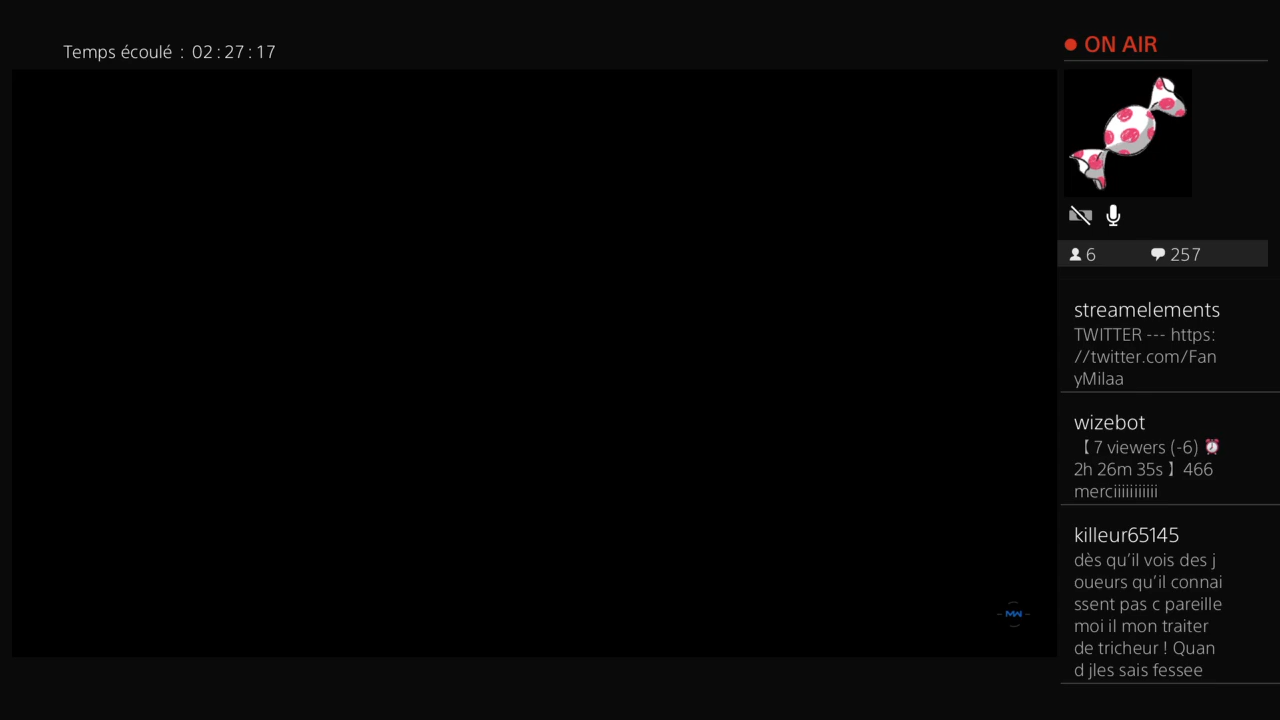 Temps écoulé : 02:27:17
ON AIR
6 257
streamelements
TWITTER --- https:
//twitter.com/Fan
yMilaa
wizebot
【 7 viewers (-6) ⏰
2h 26m 35s 】466
merciiiiiiiiiii
killeur65145
dès qu'il vois des j
oueurs qu'il connai
ssent pas c pareille
moi il mon traiter
de tricheur ! Quan
d jles sais fessee
MW